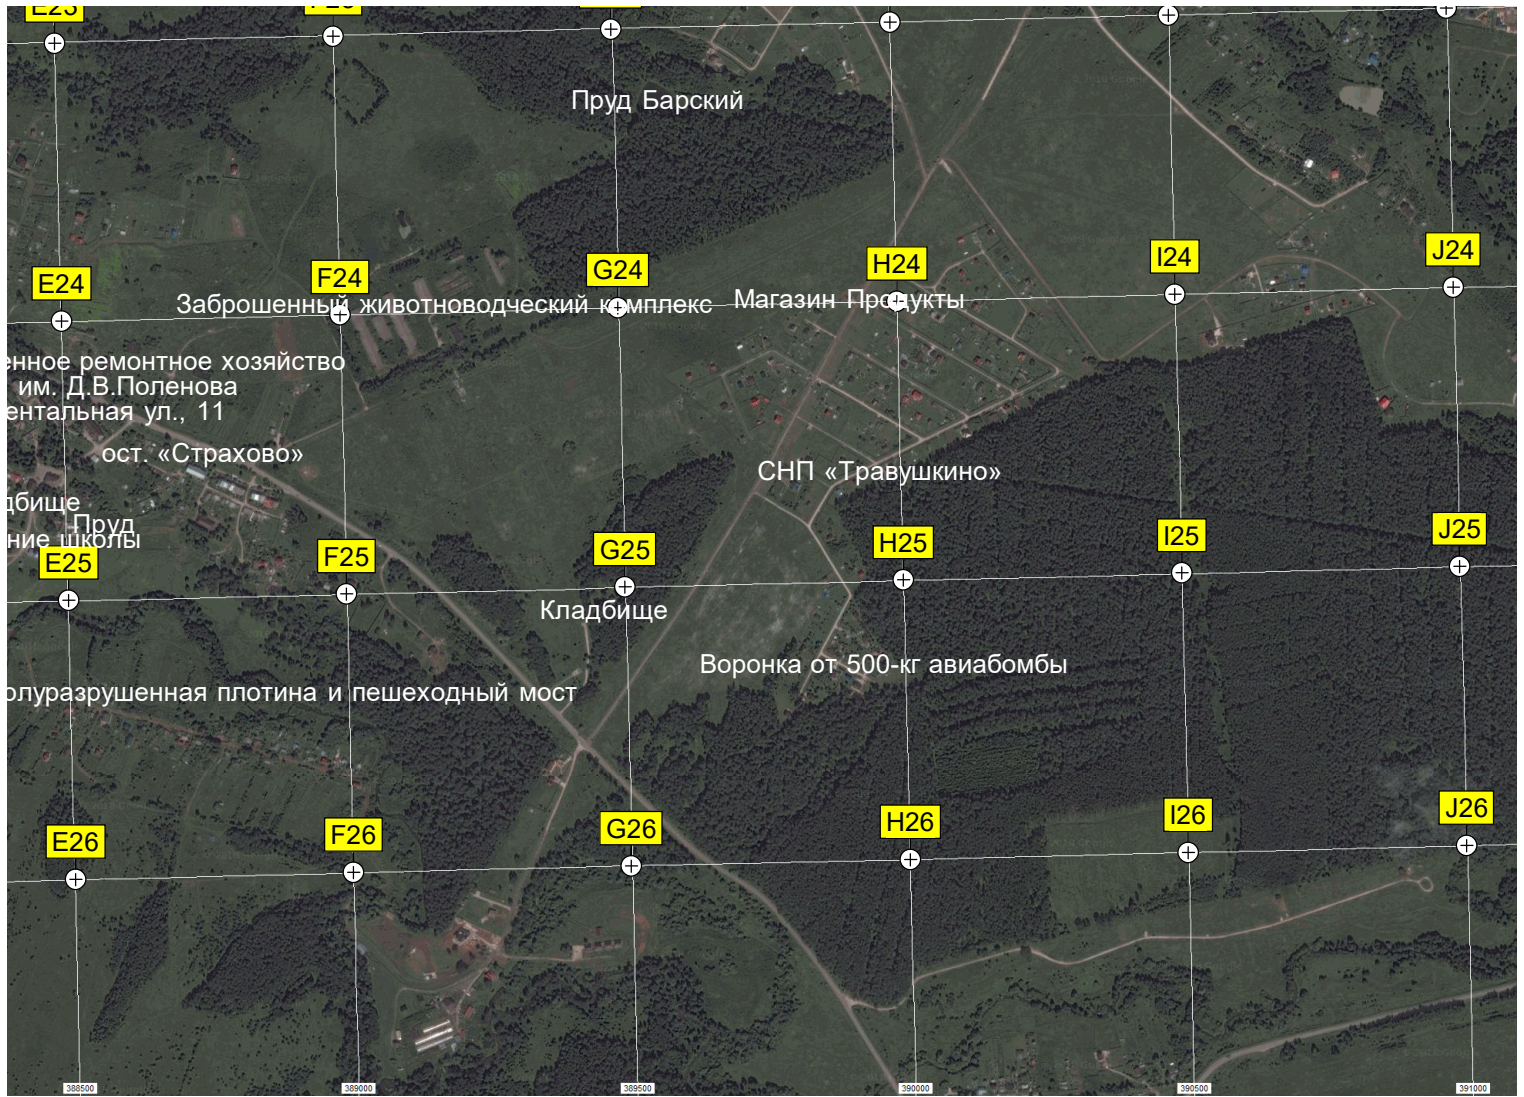 E23
Пруд Барский
J24
I24
H24
G24
F24
E24
Заброшенный животноводческий комплекс
Магазин Продукты
енное ремонтное хозяйство
им. Д.В.Поленова
ентальная ул., 11
ост. «Страхово»
СНП «Травушкино»
дбище
Пруд
ние школы
J25
I25
H25
G25
F25
E25
Кладбище
Воронка от 500-кг авиабомбы
олуразрушенная плотина и пешеходный мост
J26
I26
H26
G26
F26
E26
388500
389000
389500
390000
390500
391000